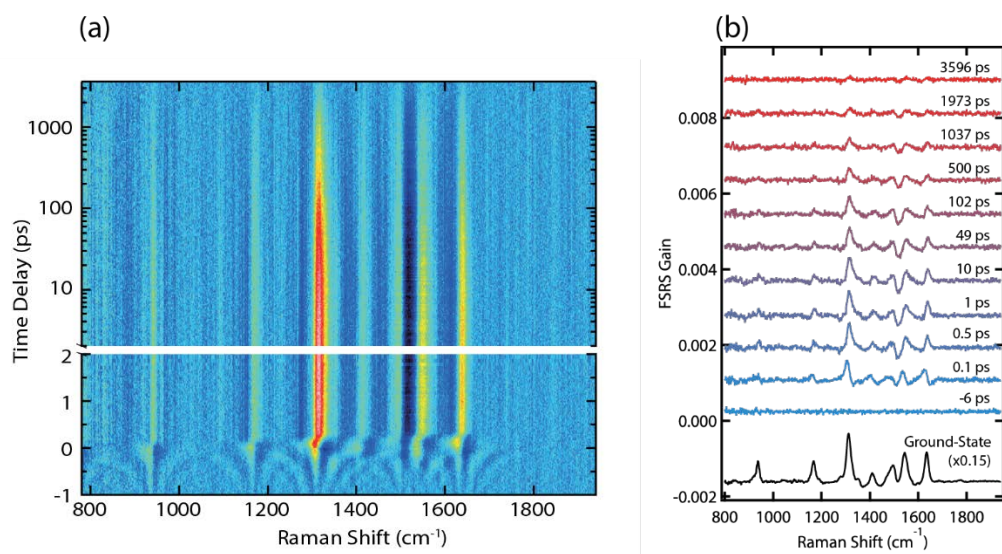 (a)
Time Delay (ps)
1000
100
10
2
1
0
-1
800 1000 1200 1400 1600 1800
Raman Shift (cm⁻¹)
(b)
FSRS Gain
0.008
0.006
0.004
0.002
0.000
-0.002
3596 ps
1973 ps
1037 ps
500 ps
102 ps
49 ps
10 ps
1 ps
0.5 ps
0.1 ps
-6 ps
Ground-State
(x0.15)
800 1000 1200 1400 1600 1800
Raman Shift (cm⁻¹)